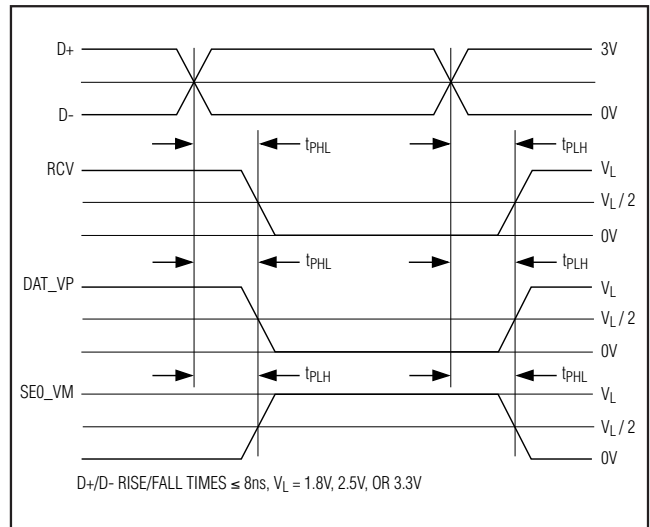 D+
3V
D-
0V
tPHL
tPLH
RCV
VL
VL / 2
0V
tPHL
tPLH
DAT_VP
VL
VL / 2
0V
tPLH
tPHL
SE0_VM
VL
VL / 2
0V
D+/D- RISE/FALL TIMES ≤ 8ns, VL = 1.8V, 2.5V, OR 3.3V